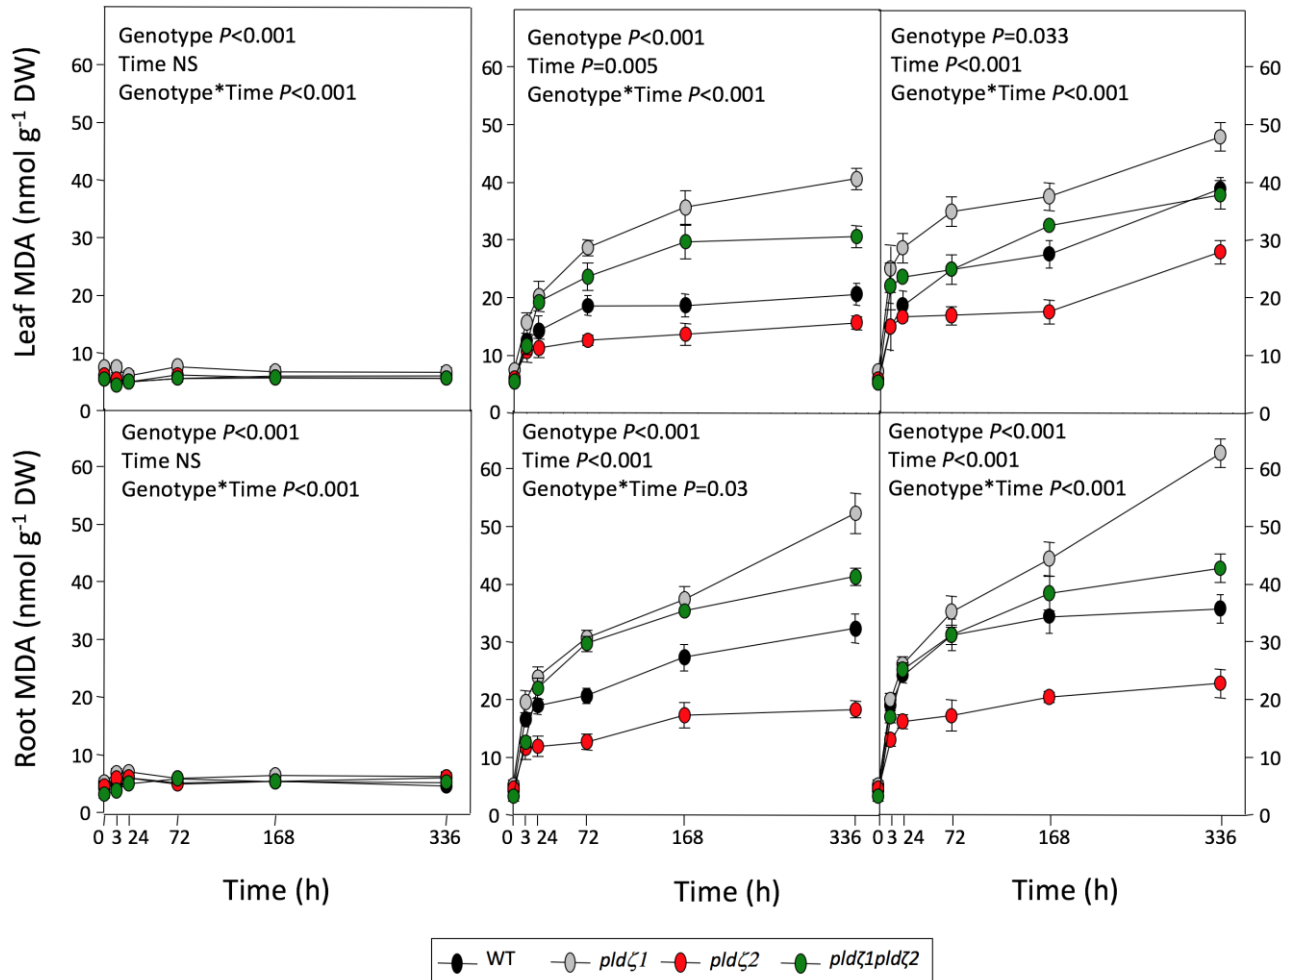 Leaf MDA (nmol g⁻¹ DW)
60
50
40
30
20
10
0
Genotype P<0.001
Time NS
Genotype*Time P<0.001
60
50
40
30
20
10
0
Genotype P<0.001
Time P=0.005
Genotype*Time P<0.001
Genotype P=0.033
Time P<0.001
Genotype*Time P<0.001
60
50
40
30
20
10
0
Root MDA (nmol g⁻¹ DW)
60
50
40
30
20
10
0
Genotype P<0.001
Time NS
Genotype*Time P<0.001
60
50
40
30
20
10
0
Genotype P<0.001
Time P<0.001
Genotype*Time P=0.03
Genotype P<0.001
Time P<0.001
Genotype*Time P<0.001
60
50
40
30
20
10
0
0 3 24 72 168 336
0 3 24 72 168 336
0 3 24 72 168 336
Time (h)
Time (h)
Time (h)
WT pldζ1 pldζ2 pldζ1pldζ2